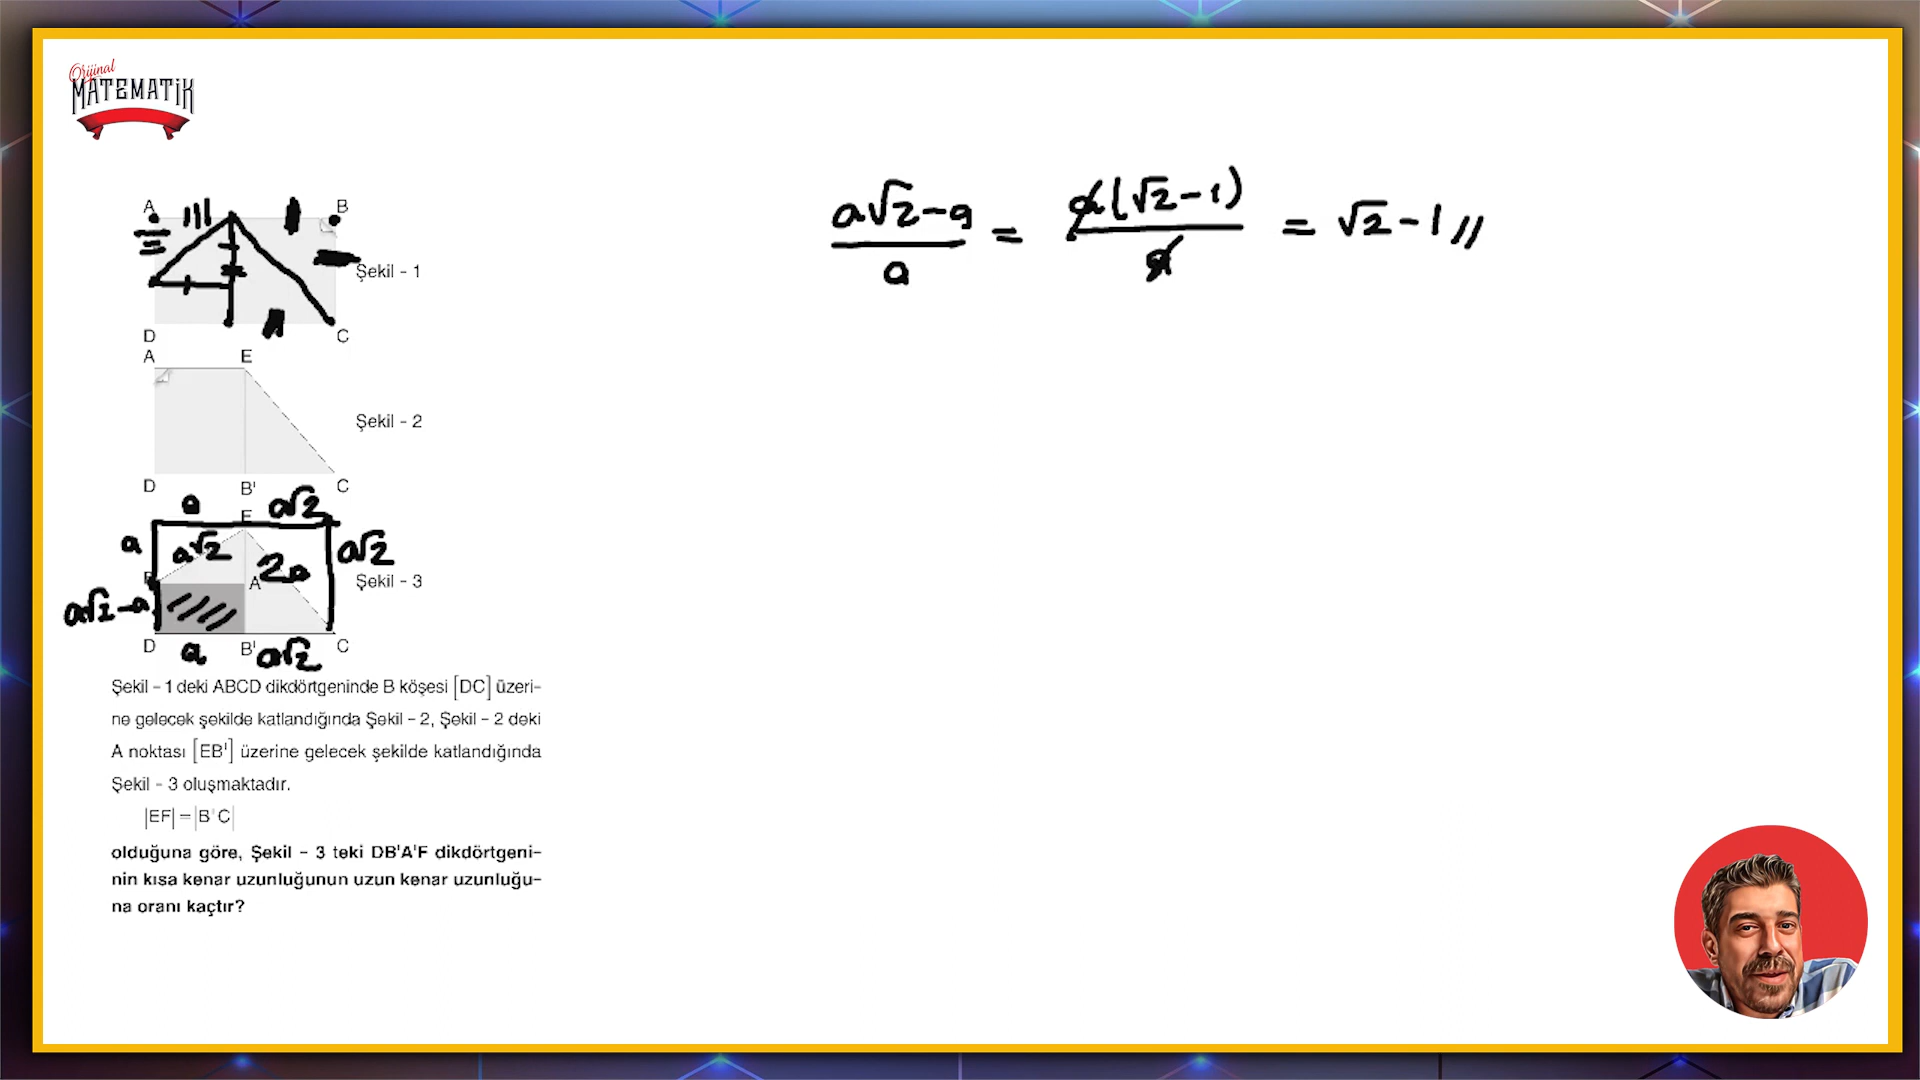 Orijinal
MATEMATİK
A B
Şekil - 1
D C
A E
Şekil - 2
D B' C
a a√2
E
a a√2 2a a√2
A'
Şekil - 3
a√2-a
D B' C
a a√2
Şekil - 1 deki ABCD dikdörtgeninde B köşesi [DC] üzeri-
ne gelecek şekilde katlandığında Şekil - 2, Şekil - 2 deki
A noktası [EB'] üzerine gelecek şekilde katlandığında
Şekil - 3 oluşmaktadır.
|EF| = |B'C|
olduğuna göre, Şekil - 3 teki DB'A'F dikdörtgeni-
nin kısa kenar uzunluğunun uzun kenar uzunluğu-
na oranı kaçtır?
a√2-a / a = a(√2-1) / a = √2-1 //